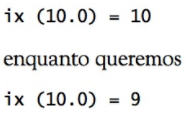 ix (10.0) = 10
enquanto queremos
ix (10.0) = 9